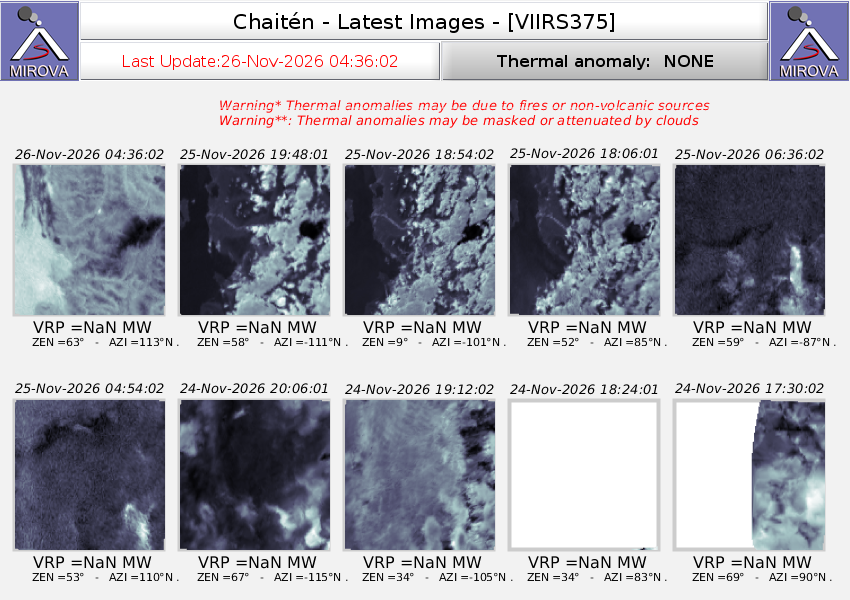 Chaitén - Latest Images - [VIIRS375]
MIROVA
Last Update:26-Nov-2026 04:36:02
Thermal anomaly: NONE
MIROVA
Warning* Thermal anomalies may be due to fires or non-volcanic sources
Warning**: Thermal anomalies may be masked or attenuated by clouds
26-Nov-2026 04:36:02 25-Nov-2026 19:48:01 25-Nov-2026 18:54:02 25-Nov-2026 18:06:01 25-Nov-2026 06:36:02
VRP =NaN MW VRP =NaN MW VRP =NaN MW VRP =NaN MW VRP =NaN MW
ZEN =63° - AZI =113°N . ZEN =58° - AZI =-111°N . ZEN =9° - AZI =-101°N . ZEN =52° - AZI =85°N . ZEN =59° - AZI =-87°N .
25-Nov-2026 04:54:02 24-Nov-2026 20:06:01 24-Nov-2026 19:12:02 24-Nov-2026 18:24:01 24-Nov-2026 17:30:02
VRP =NaN MW VRP =NaN MW VRP =NaN MW VRP =NaN MW VRP =NaN MW
ZEN =53° - AZI =110°N . ZEN =67° - AZI =-115°N . ZEN =34° - AZI =-105°N . ZEN =34° - AZI =83°N . ZEN =69° - AZI =90°N .